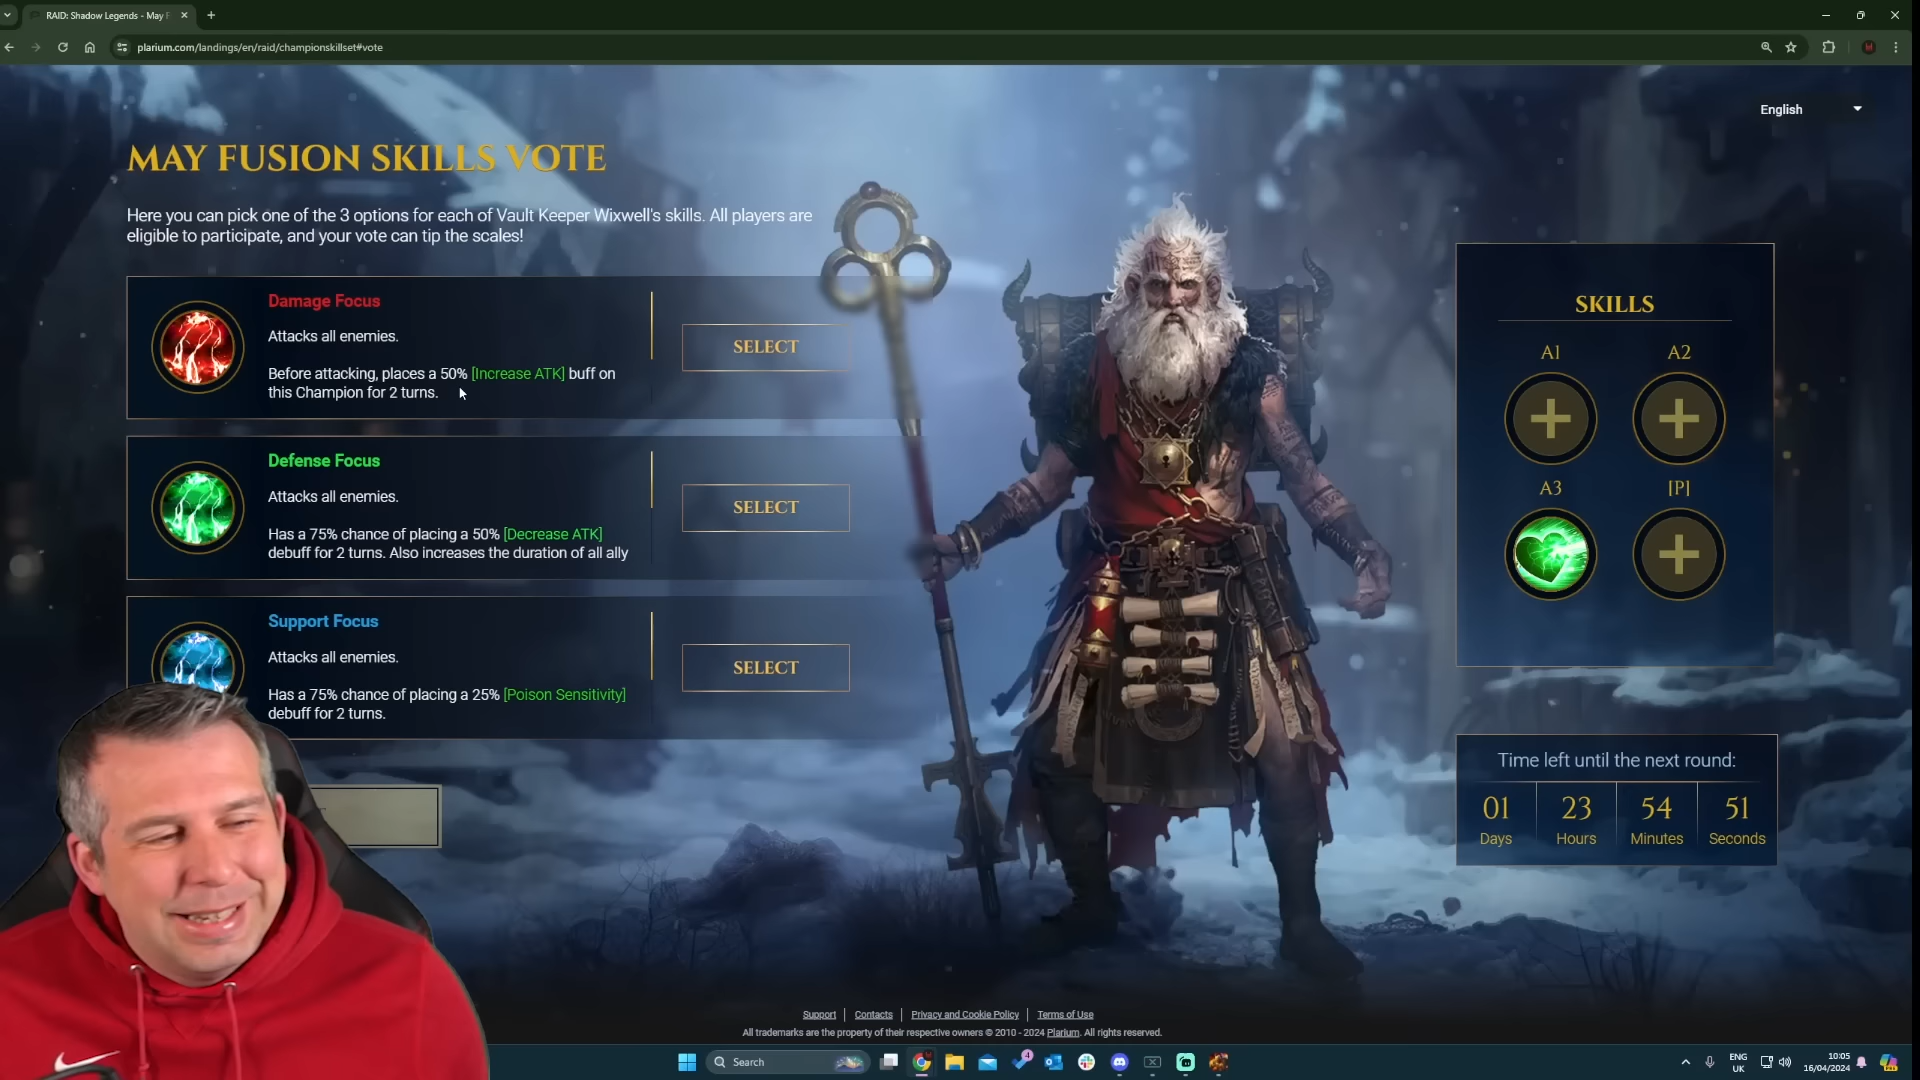 RAID: Shadow Legends - May F
plarium.com/landings/en/raid/championskillset#vote
English
MAY FUSION SKILLS VOTE
Here you can pick one of the 3 options for each of Vault Keeper Wixwell's skills. All players are
eligible to participate, and your vote can tip the scales!
Damage Focus
Attacks all enemies.
Before attacking, places a 50% [Increase ATK] buff on
this Champion for 2 turns.
SELECT
Defense Focus
Attacks all enemies.
Has a 75% chance of placing a 50% [Decrease ATK]
debuff for 2 turns. Also increases the duration of all ally
SELECT
Support Focus
Attacks all enemies.
Has a 75% chance of placing a 25% [Poison Sensitivity]
debuff for 2 turns.
SELECT
SKILLS
A1 A2
A3 [P]
Time left until the next round:
01 23 54 51
Days Hours Minutes Seconds
Support Contacts Privacy and Cookie Policy Terms of Use
All trademarks are the property of their respective owners © 2010 - 2024 Plarium. All rights reserved.
Search
4
ENG
UK
10:05
16/04/2024